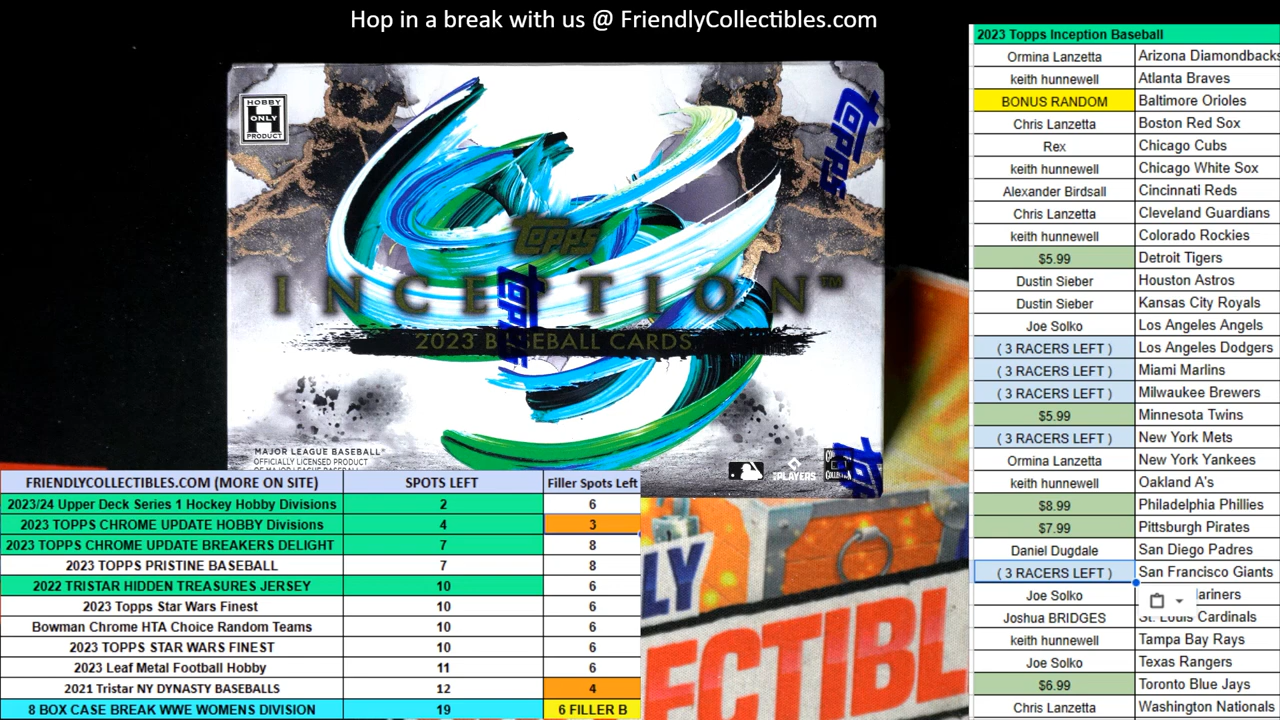 Hop in a break with us @ FriendlyCollectibles.com
HOBBY
H
ONLY
PRODUCT
topps
topps
topps
INCEPTION™
2023 BASEBALL CARDS
MAJOR LEAGUE BASEBALL®
OFFICIALLY LICENSED PRODUCT
PLAYERS
2023 Topps Inception Baseball
Ormina Lanzetta Arizona Diamondbacks
keith hunnewell Atlanta Braves
BONUS RANDOM Baltimore Orioles
Chris Lanzetta Boston Red Sox
Rex Chicago Cubs
keith hunnewell Chicago White Sox
Alexander Birdsall Cincinnati Reds
Chris Lanzetta Cleveland Guardians
keith hunnewell Colorado Rockies
$5.99 Detroit Tigers
Dustin Sieber Houston Astros
Dustin Sieber Kansas City Royals
Joe Solko Los Angeles Angels
( 3 RACERS LEFT ) Los Angeles Dodgers
( 3 RACERS LEFT ) Miami Marlins
( 3 RACERS LEFT ) Milwaukee Brewers
$5.99 Minnesota Twins
( 3 RACERS LEFT ) New York Mets
Ormina Lanzetta New York Yankees
keith hunnewell Oakland A's
$8.99 Philadelphia Phillies
$7.99 Pittsburgh Pirates
Daniel Dugdale San Diego Padres
( 3 RACERS LEFT ) San Francisco Giants
Joe Solko ariners
Joshua BRIDGES St. Louis Cardinals
keith hunnewell Tampa Bay Rays
Joe Solko Texas Rangers
$6.99 Toronto Blue Jays
Chris Lanzetta Washington Nationals
FRIENDLYCOLLECTIBLES.COM (MORE ON SITE) SPOTS LEFT Filler Spots Left
2023/24 Upper Deck Series 1 Hockey Hobby Divisions 2 6
2023 TOPPS CHROME UPDATE HOBBY Divisions 4 3
2023 TOPPS CHROME UPDATE BREAKERS DELIGHT 7 8
2023 TOPPS PRISTINE BASEBALL 7 8
2022 TRISTAR HIDDEN TREASURES JERSEY 10 6
2023 Topps Star Wars Finest 10 6
Bowman Chrome HTA Choice Random Teams 10 6
2023 TOPPS STAR WARS FINEST 10 6
2023 Leaf Metal Football Hobby 11 6
2021 Tristar NY DYNASTY BASEBALLS 12 4
8 BOX CASE BREAK WWE WOMENS DIVISION 19 6 FILLER B
LY
ECTIBL